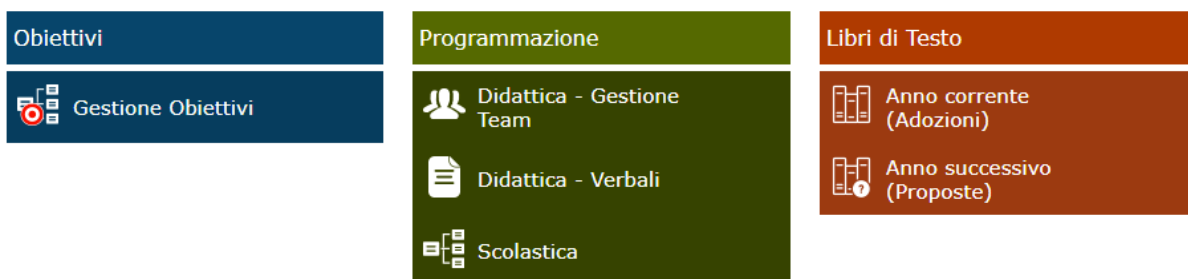 Obiettivi
Gestione Obiettivi
Programmazione
Didattica - Gestione
Team
Didattica - Verbali
Scolastica
Libri di Testo
Anno corrente
(Adozioni)
Anno successivo
(Proposte)